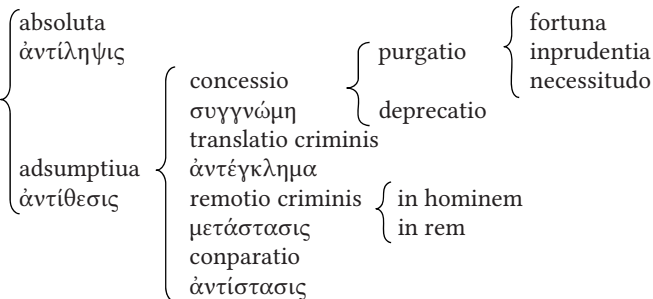 absoluta fortuna
ἀντίληψις purgatio inprudentia
concessio necessitudo
συγγνώμη deprecatio
translatio criminis
adsumptiua ἀντέγκλημα
ἀντίθεσις remotio criminis in hominem
μετάστασις in rem
conparatio
ἀντίστασις